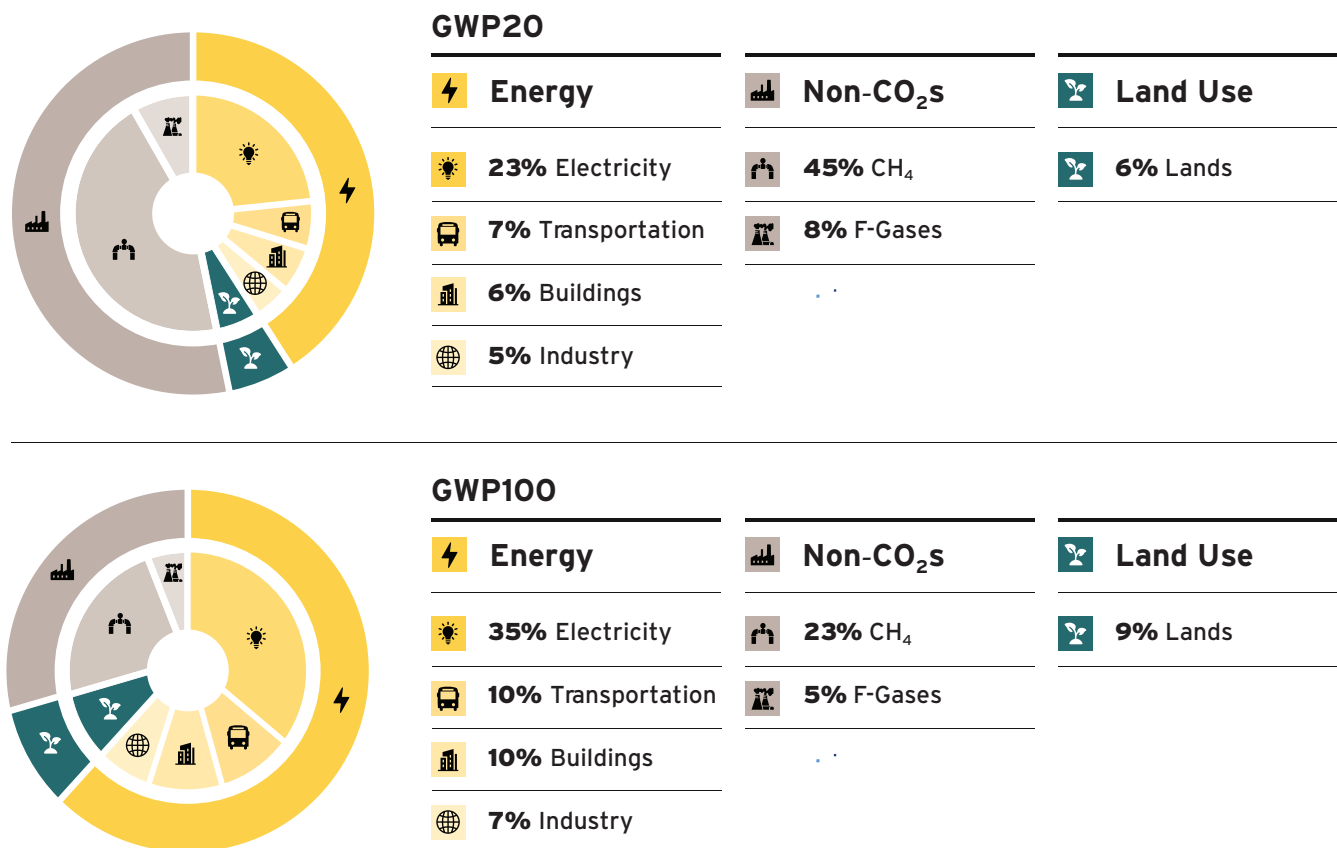 GWP20
Energy
23% Electricity
7% Transportation
6% Buildings
5% Industry
Non-CO₂s
45% CH₄
8% F-Gases
Land Use
6% Lands
GWP100
Energy
35% Electricity
10% Transportation
10% Buildings
7% Industry
Non-CO₂s
23% CH₄
5% F-Gases
Land Use
9% Lands